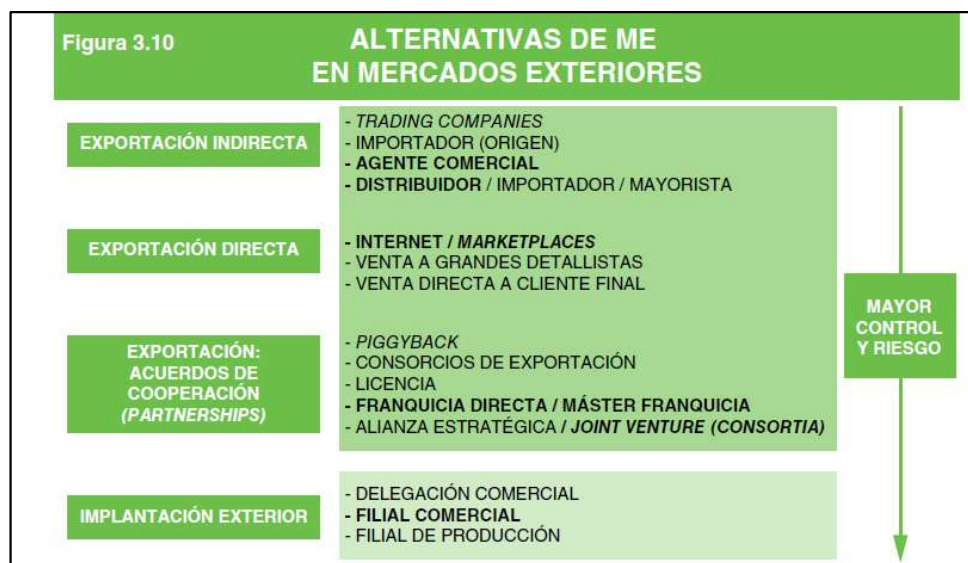 Figura 3.10
ALTERNATIVAS DE ME
EN MERCADOS EXTERIORES
EXPORTACIÓN INDIRECTA
- TRADING COMPANIES
- IMPORTADOR (ORIGEN)
- AGENTE COMERCIAL
- DISTRIBUIDOR / IMPORTADOR / MAYORISTA
EXPORTACIÓN DIRECTA
- INTERNET / MARKETPLACES
- VENTA A GRANDES DETALLISTAS
- VENTA DIRECTA A CLIENTE FINAL
EXPORTACIÓN:
ACUERDOS DE
COOPERACIÓN
(PARTNERSHIPS)
- PIGGYBACK
- CONSORCIOS DE EXPORTACIÓN
- LICENCIA
- FRANQUICIA DIRECTA / MÁSTER FRANQUICIA
- ALIANZA ESTRATÉGICA / JOINT VENTURE (CONSORTIA)
IMPLANTACIÓN EXTERIOR
- DELEGACIÓN COMERCIAL
- FILIAL COMERCIAL
- FILIAL DE PRODUCCIÓN
MAYOR
CONTROL
Y RIESGO